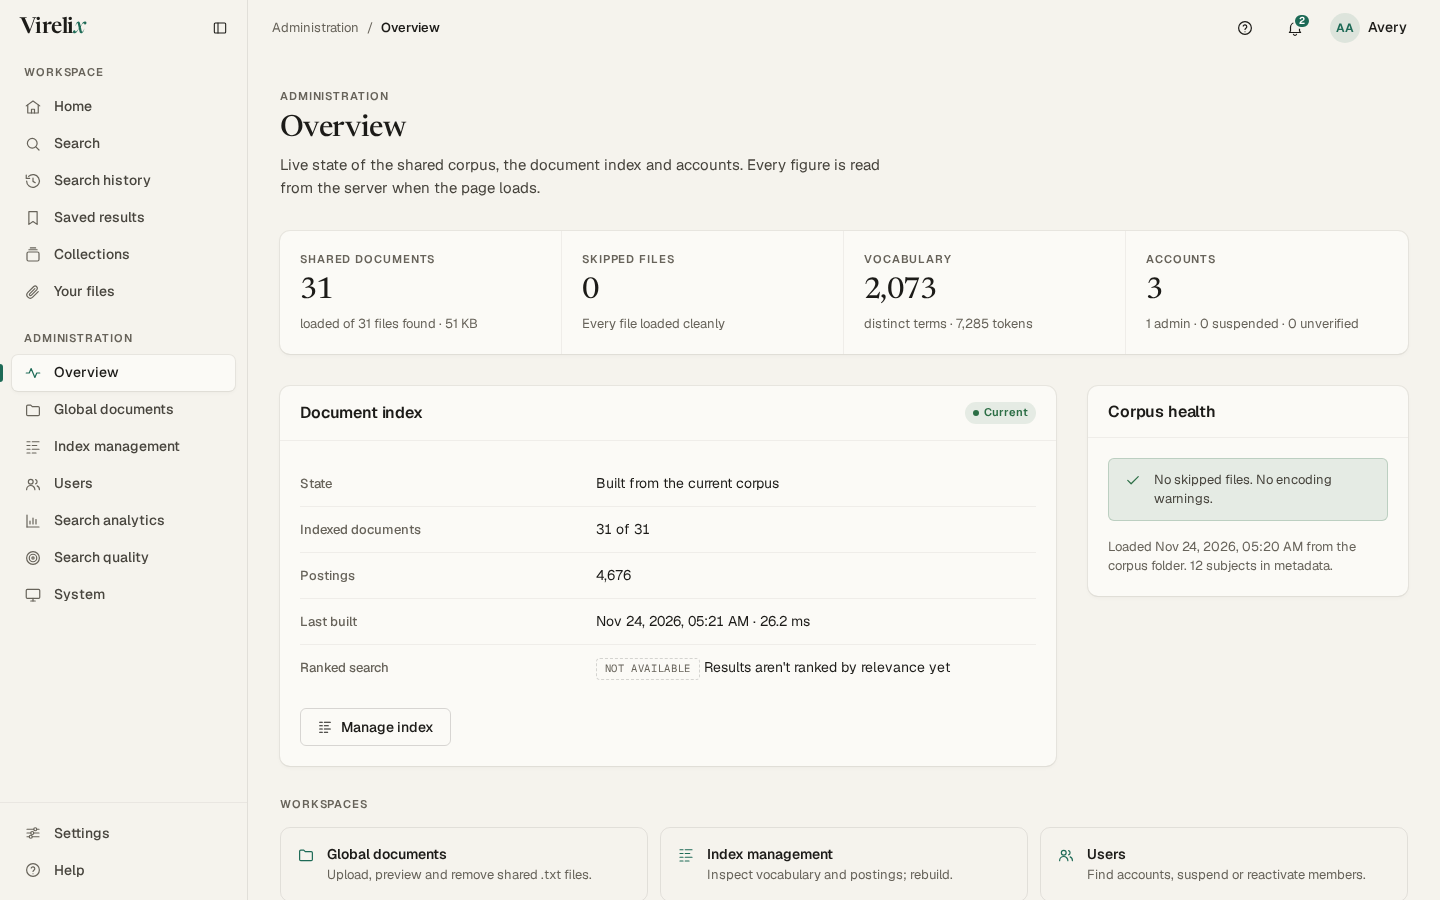 Virelix
WORKSPACE
Home
Search
Search history
Saved results
Collections
Your files
ADMINISTRATION
Overview
Global documents
Index management
Users
Search analytics
Search quality
System
Settings
Help
Administration / Overview
2
AA
Avery
ADMINISTRATION
Overview
Live state of the shared corpus, the document index and accounts. Every figure is read
from the server when the page loads.
SHARED DOCUMENTS
31
loaded of 31 files found · 51 KB
SKIPPED FILES
0
Every file loaded cleanly
VOCABULARY
2,073
distinct terms · 7,285 tokens
ACCOUNTS
3
1 admin · 0 suspended · 0 unverified
Document index
Current
State
Built from the current corpus
Indexed documents
31 of 31
Postings
4,676
Last built
Nov 24, 2026, 05:21 AM · 26.2 ms
Ranked search
NOT AVAILABLE Results aren't ranked by relevance yet
Manage index
Corpus health
No skipped files. No encoding
warnings.
Loaded Nov 24, 2026, 05:20 AM from the
corpus folder. 12 subjects in metadata.
WORKSPACES
Global documents
Upload, preview and remove shared .txt files.
Index management
Inspect vocabulary and postings; rebuild.
Users
Find accounts, suspend or reactivate members.